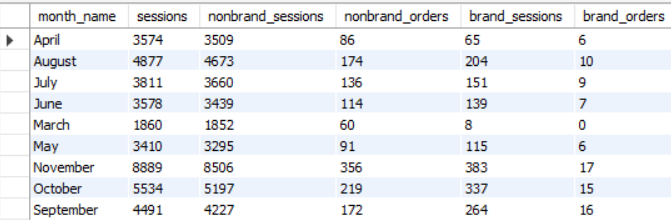 month_name sessions nonbrand_sessions nonbrand_orders brand_sessions brand_orders
April 3574 3509 86 65 6
August 4877 4673 174 204 10
July 3811 3660 136 151 9
June 3578 3439 114 139 7
March 1860 1852 60 8 0
May 3410 3295 91 115 6
November 8889 8506 356 383 17
October 5534 5197 219 337 15
September 4491 4227 172 264 16